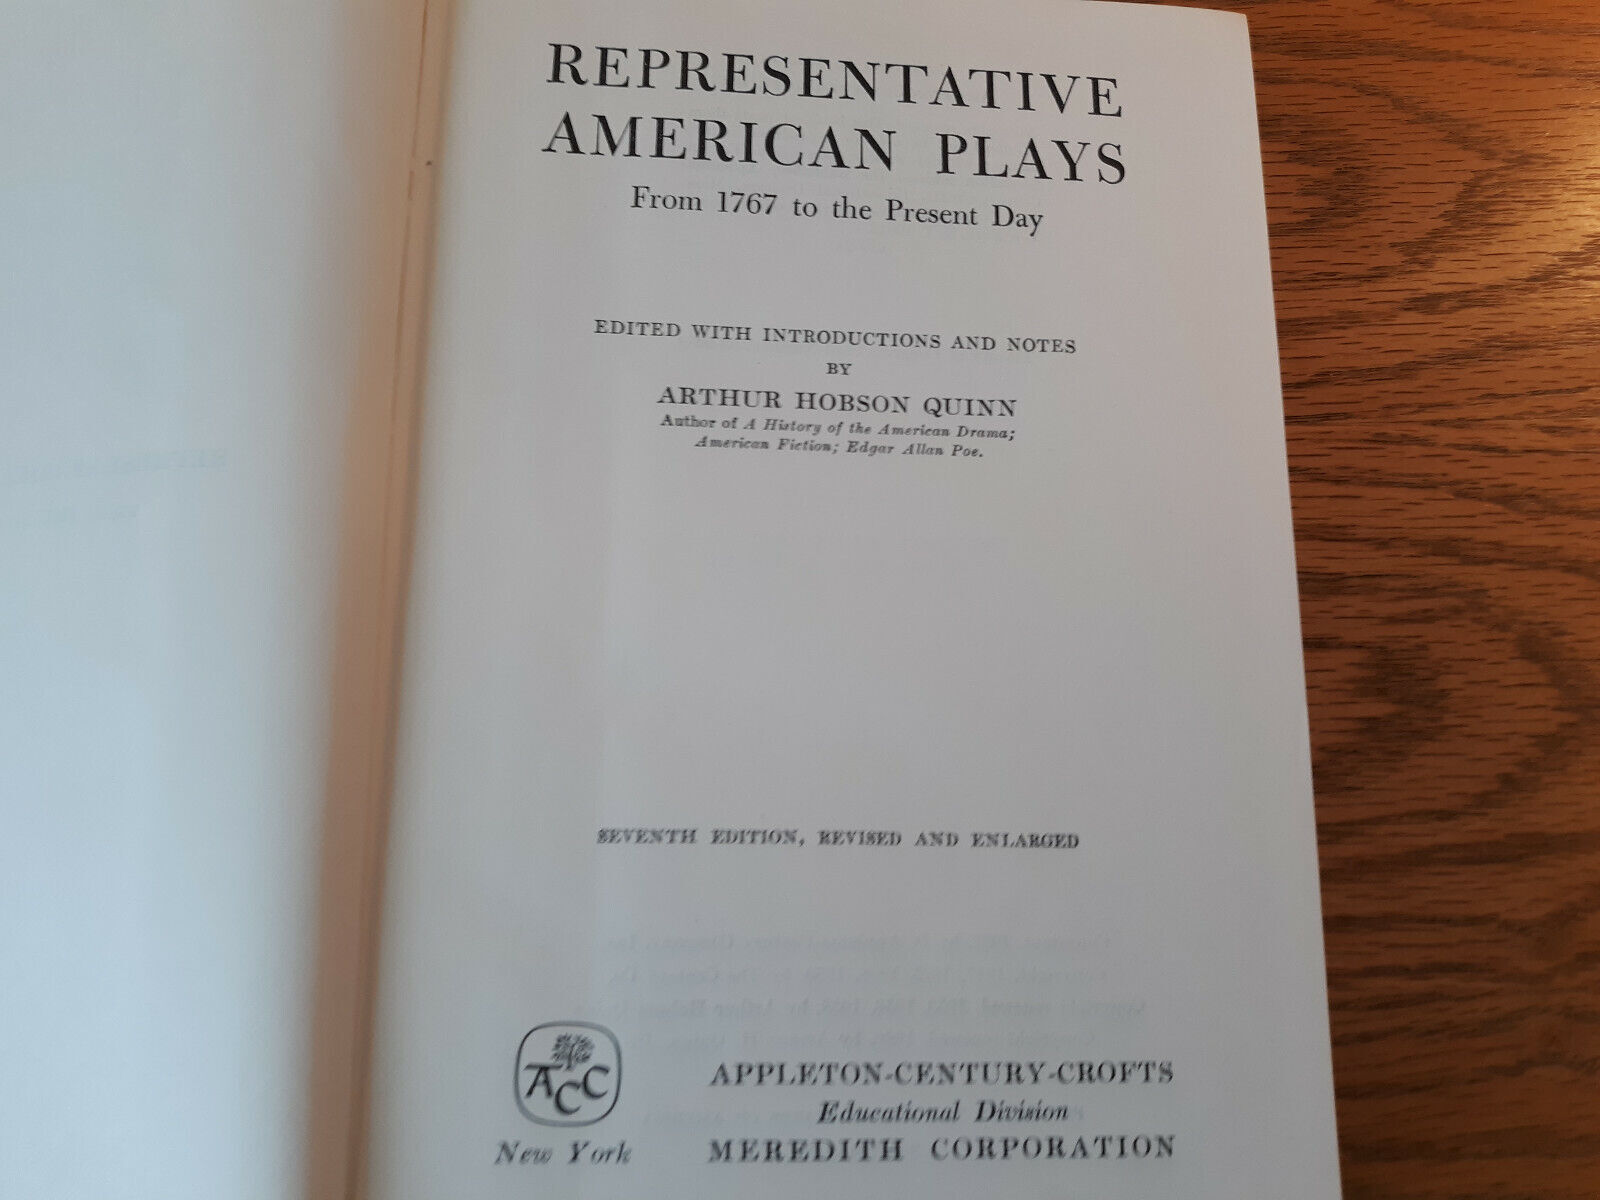 REPRESENTATIVE
AMERICAN PLAYS
From 1767 to the Present Day
EDITED WITH INTRODUCTIONS AND NOTES
BY
ARTHUR HOBSON QUINN
Author of A History of the American Drama;
American Fiction; Edgar Allan Poe.
SEVENTH EDITION, REVISED AND ENLARGED
ACC
New York
APPLETON-CENTURY-CROFTS
Educational Division
MEREDITH CORPORATION